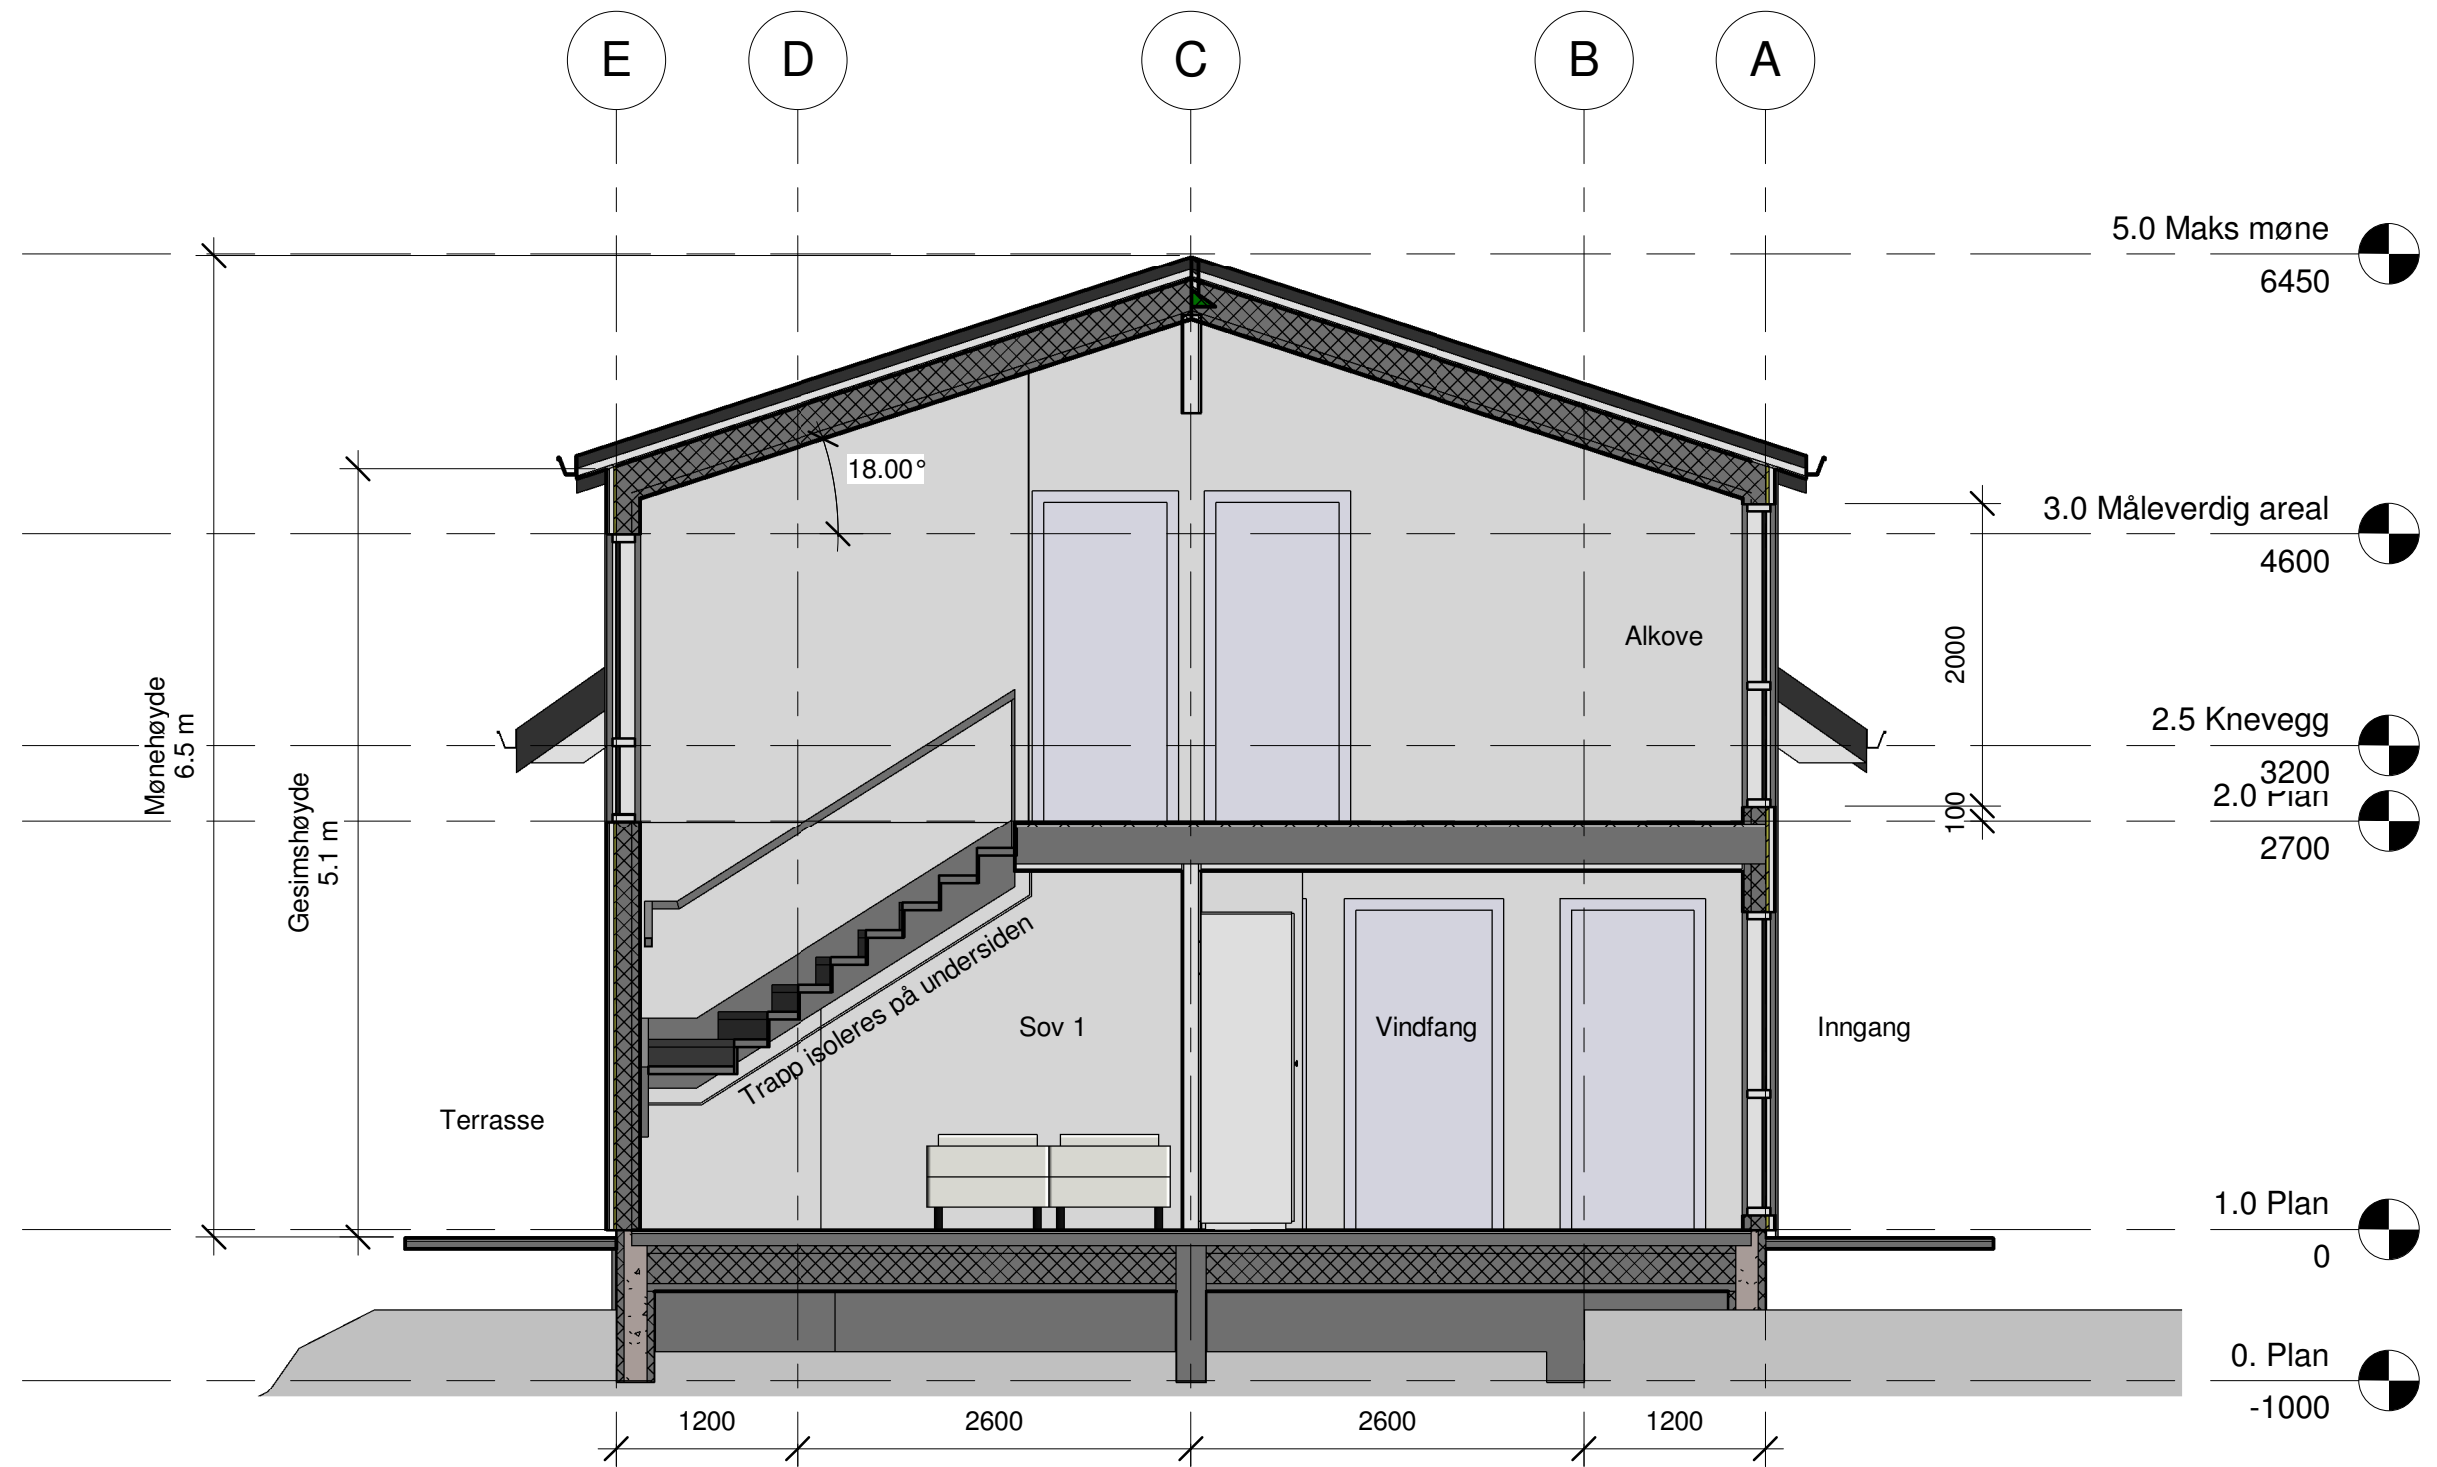 E
D
C
B
A
5.0 Maks møne
6450
18.00°
3.0 Måleverdig areal
4600
Alkove
2000
Mønehøyde
6.5 m
2.5 Knevegg
3200
2.0 Plan
100
2700
Gesimshøyde
5.1 m
Trapp isoleres på undersiden
Sov 1
Vindfang
Inngang
Terrasse
1.0 Plan
0
0. Plan
-1000
1200
2600
2600
1200